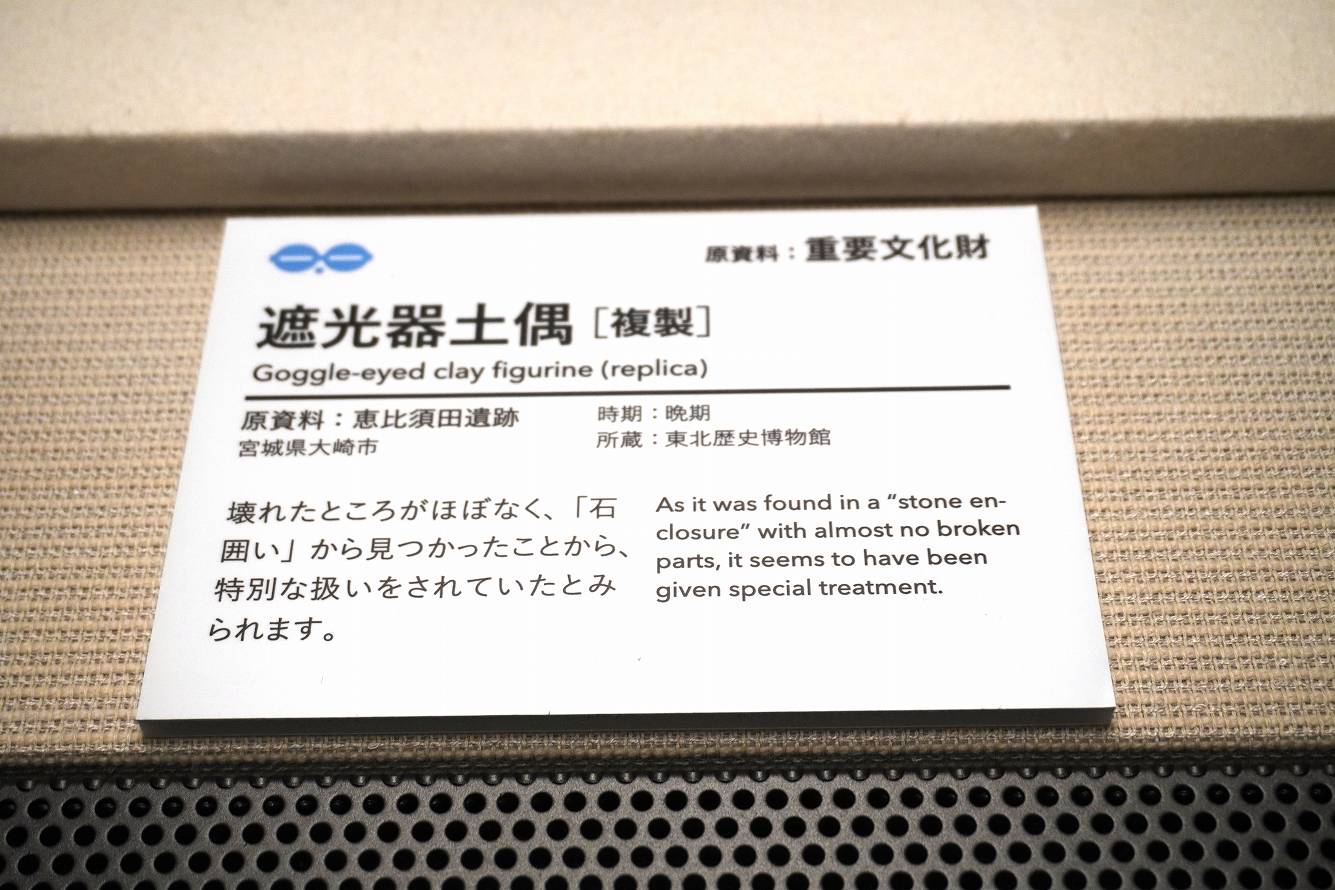 原資料：重要文化財
遮光器土偶［複製］
Goggle-eyed clay figurine (replica)
原資料：恵比須田遺跡
宮城県大崎市
時期：晩期
所蔵：東北歴史博物館
壊れたところがほぼなく、「石
囲い」から見つかったことから、
特別な扱いをされていたとみ
られます。
As it was found in a “stone en-
closure” with almost no broken
parts, it seems to have been
given special treatment.